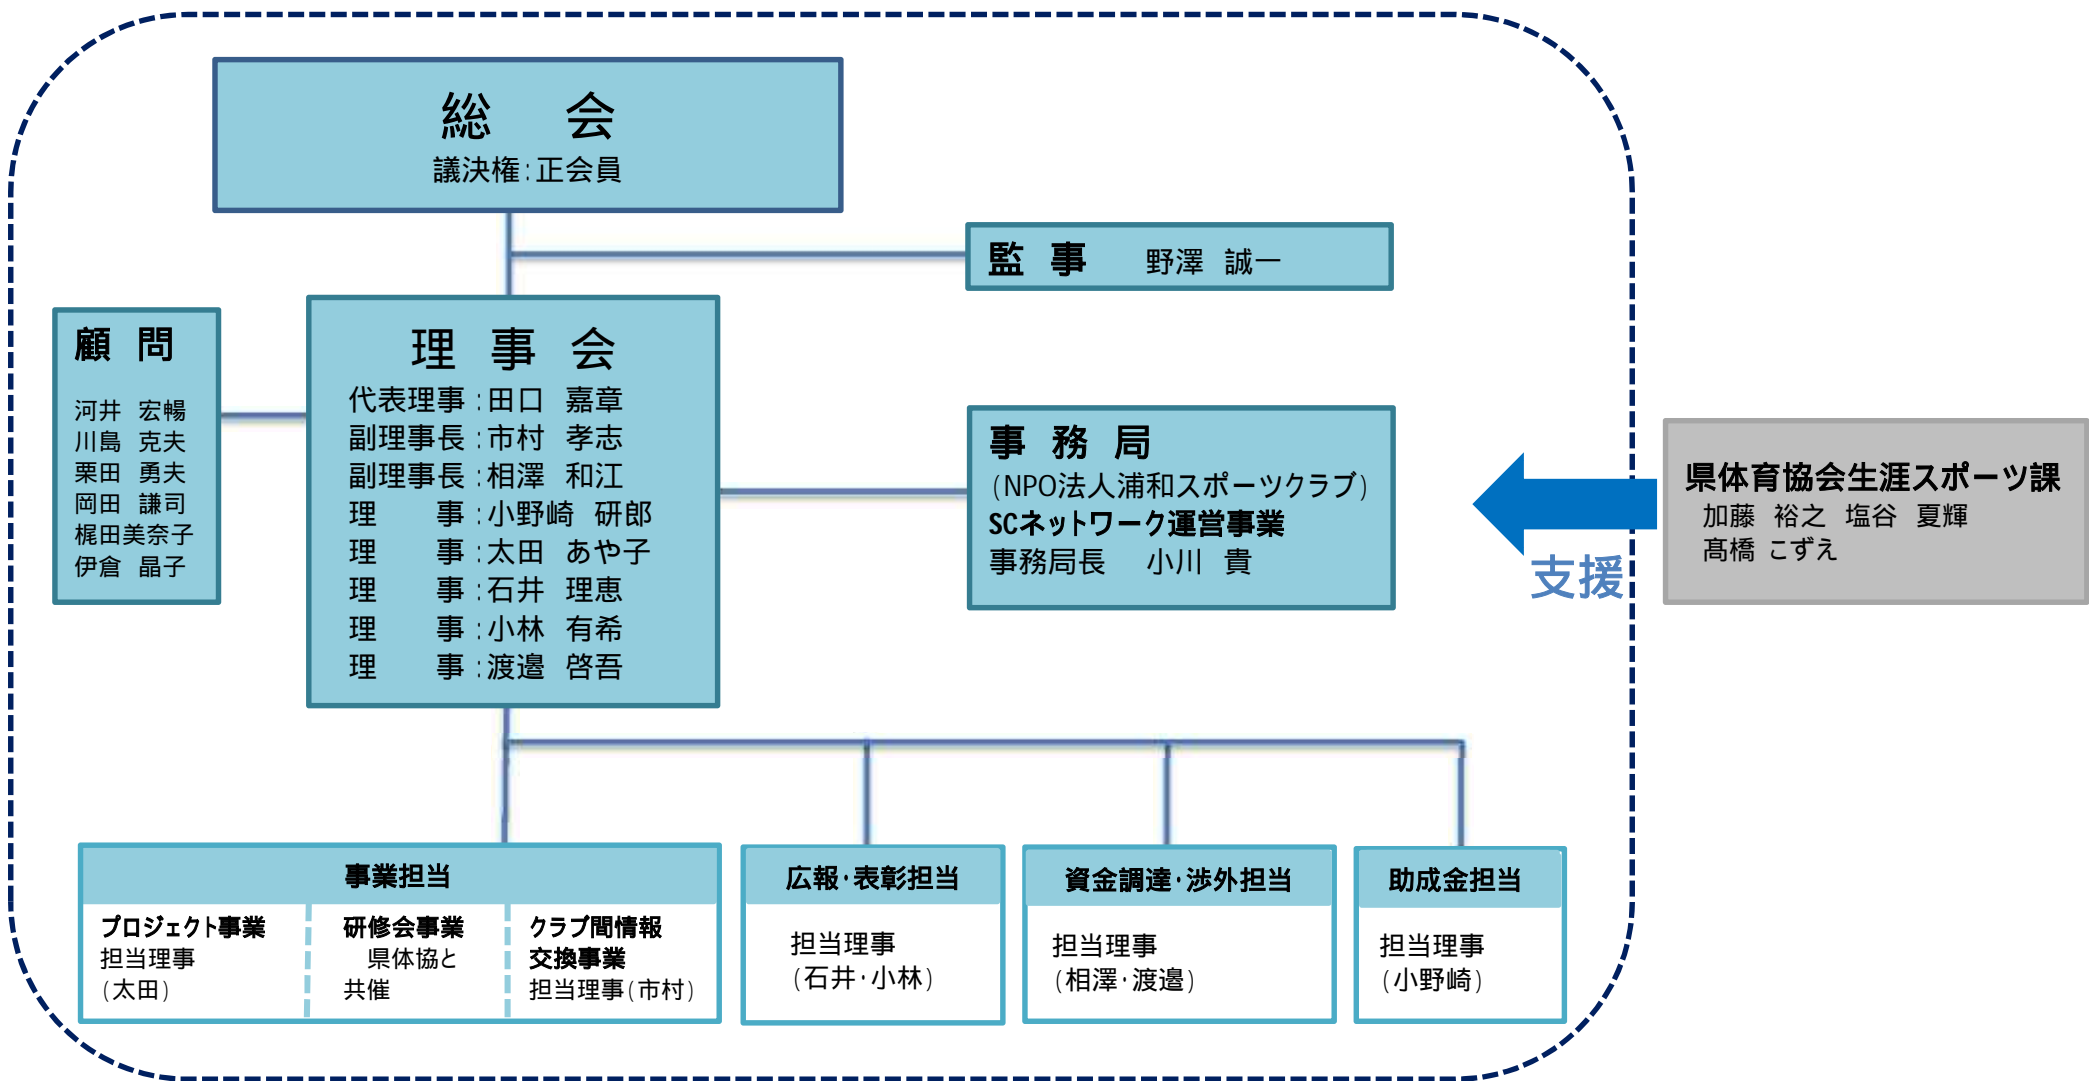 総 会
議決権:正会員
監 事 野澤 誠一
顧 問
河井 宏暢
川島 克夫
栗田 勇夫
岡田 謙司
梶田美奈子
伊倉 晶子
理 事 会
代表理事:田口 嘉章
副理事長:市村 孝志
副理事長:相澤 和江
理 事:小野崎 研郎
理 事:太田 あや子
理 事:石井 理恵
理 事:小林 有希
理 事:渡邉 啓吾
事 務 局
(NPO法人浦和スポーツクラブ)
SCネットワーク運営事業
事務局長 小川 貴
支援
県体育協会生涯スポーツ課
加藤 裕之 塩谷 夏輝
髙橋 こずえ
事業担当
プロジェクト事業
担当理事
(太田)
研修会事業
県体協と
共催
クラブ間情報
交換事業
担当理事(市村)
広報・表彰担当
担当理事
(石井・小林)
資金調達・渉外担当
担当理事
(相澤・渡邉)
助成金担当
担当理事
(小野崎)